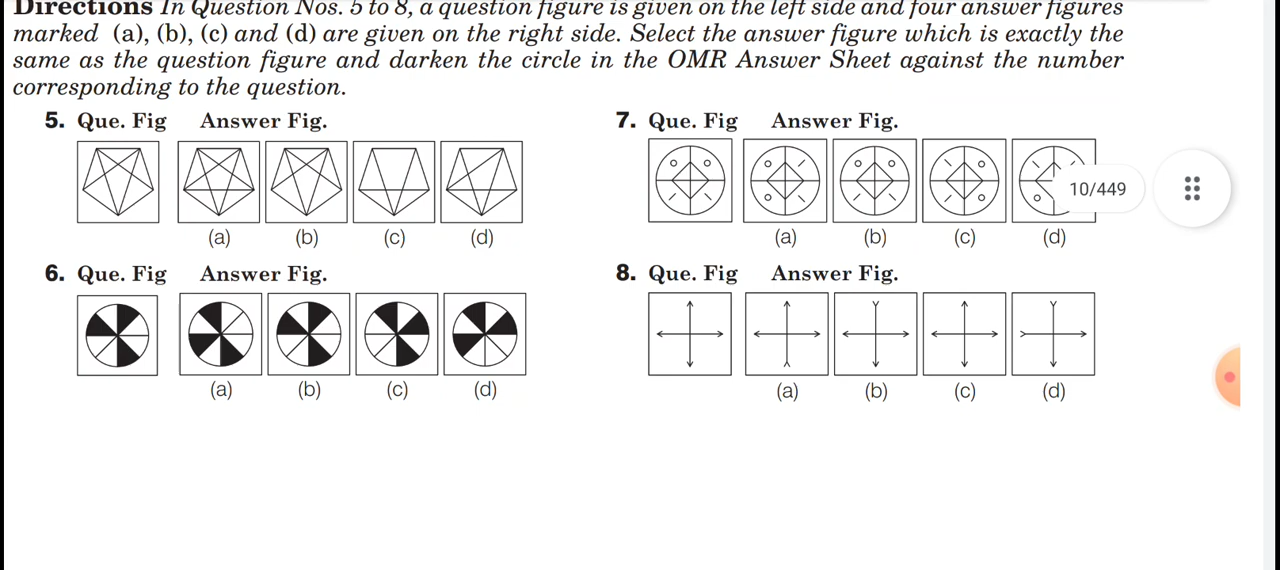 Directions In Question Nos. 5 to 8, a question figure is given on the left side and four answer figures
marked (a), (b), (c) and (d) are given on the right side. Select the answer figure which is exactly the
same as the question figure and darken the circle in the OMR Answer Sheet against the number
corresponding to the question.
5. Que. Fig Answer Fig.
(a) (b) (c) (d)
6. Que. Fig Answer Fig.
(a) (b) (c) (d)
7. Que. Fig Answer Fig.
10/449
(a) (b) (c) (d)
8. Que. Fig Answer Fig.
(a) (b) (c) (d)